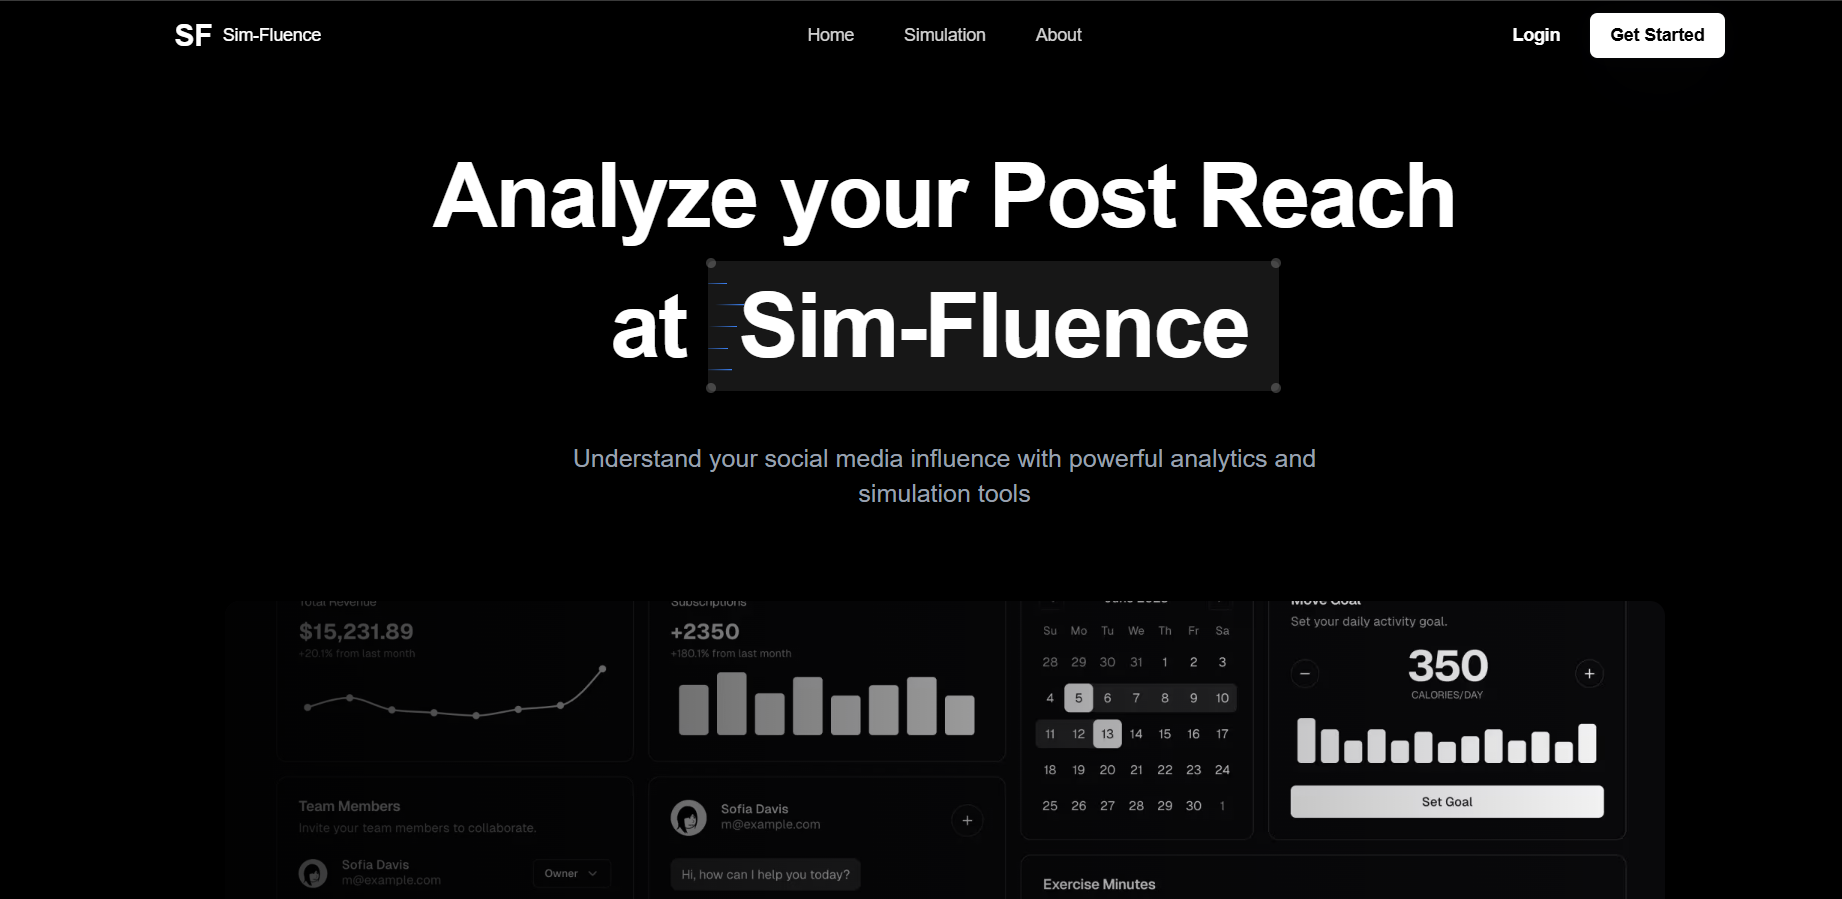 SF Sim-Fluence
Home Simulation About
Login Get Started
Analyze your Post Reach
at Sim-Fluence
Understand your social media influence with powerful analytics and
simulation tools
Total Revenue
$15,231.89
+20.1% from last month
Subscriptions
+2350
+180.1% from last month
Su Mo Tu We Th Fr Sa
28 29 30 31 1 2 3
4 5 6 7 8 9 10
11 12 13 14 15 16 17
18 19 20 21 22 23 24
25 26 27 28 29 30 1
Move Goal
Set your daily activity goal.
350
CALORIES/DAY
Set Goal
Team Members
Invite your team members to collaborate.
Sofia Davis
m@example.com
Owner
Sofia Davis
m@example.com
Hi, how can I help you today?
Exercise Minutes